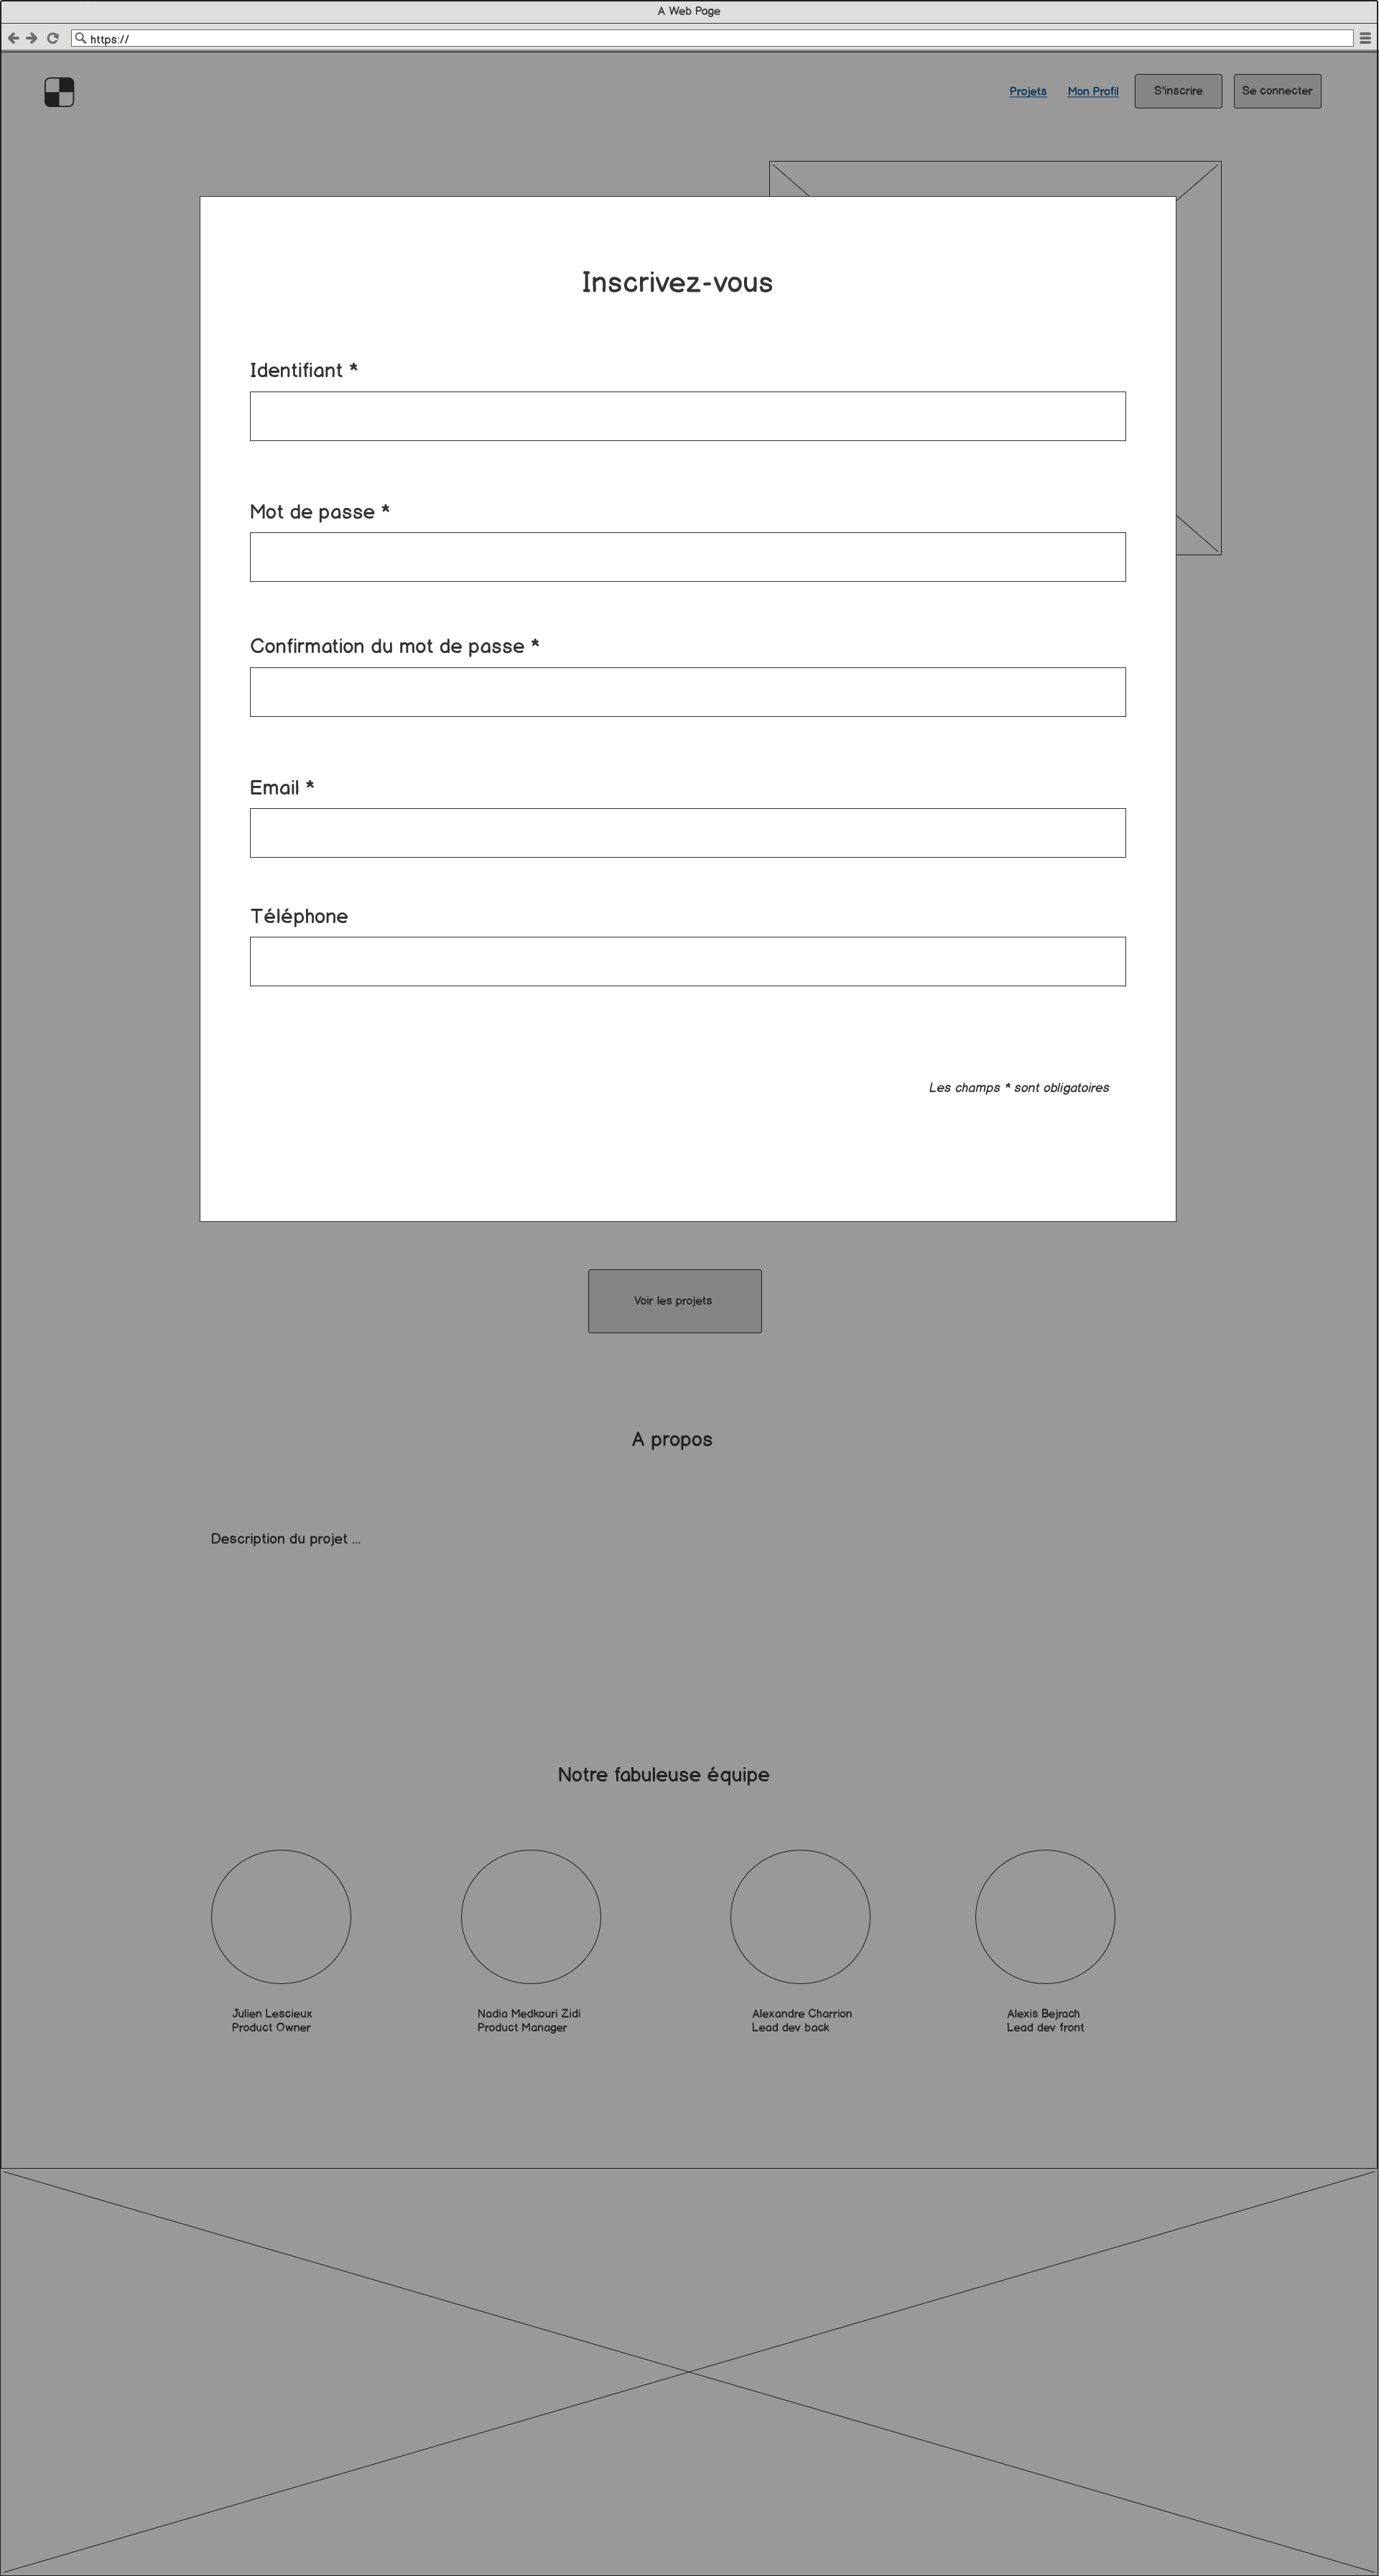 A Web Page
https://
Projets
Mon Profil
S'inscrire
Se connecter
Inscrivez-vous
Identifiant *
Mot de passe *
Confirmation du mot de passe *
Email *
Téléphone
Les champs * sont obligatoires
Voir les projets
A propos
Description du projet ...
Notre fabuleuse équipe
Julien Lescieux
Product Owner
Nadia Medkouri Zidi
Product Manager
Alexandre Charrion
Lead dev back
Alexis Bejrach
Lead dev front